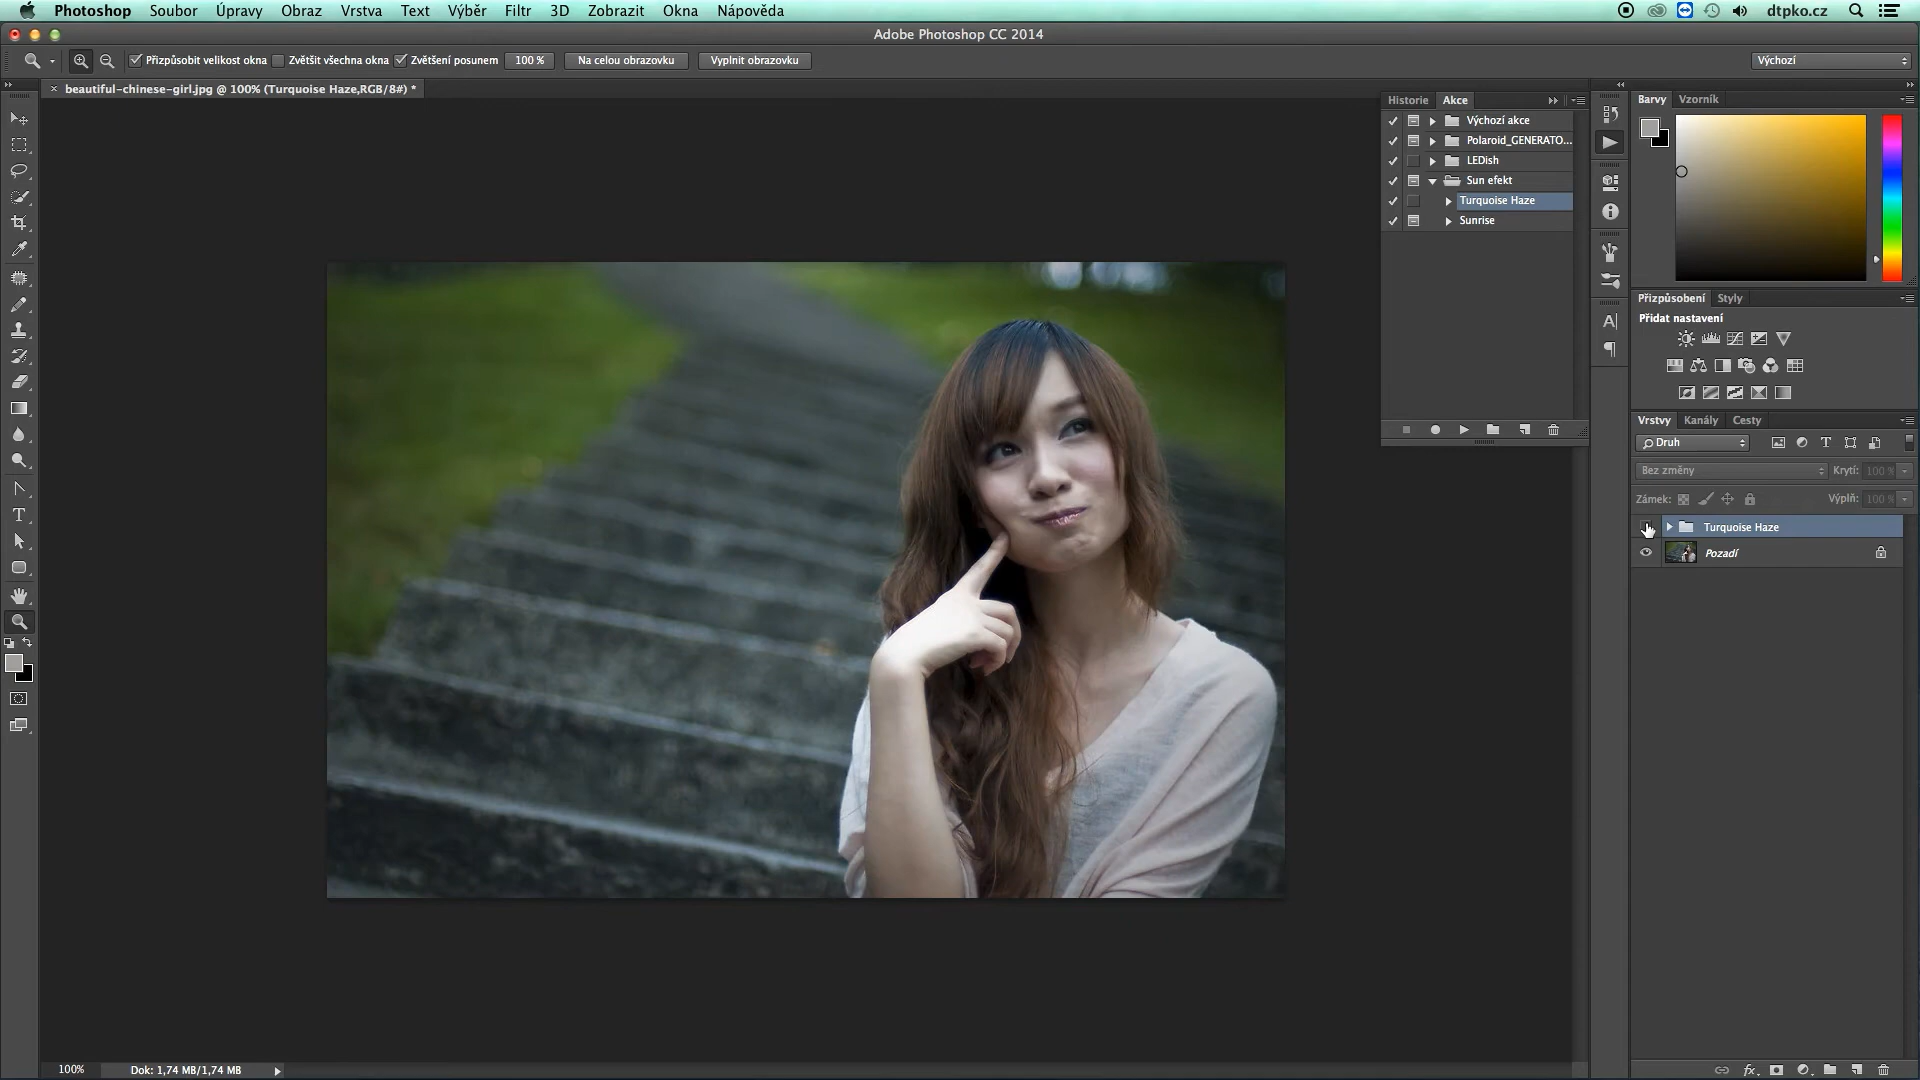 Photoshop Soubor Úpravy Obraz Vrstva Text Výběr Filtr 3D Zobrazit Okna Nápověda dtpko.cz
Adobe Photoshop CC 2014
Přizpůsobit velikost okna Zvětšit všechna okna Zvětšení posunem 100 % Na celou obrazovku Vyplnit obrazovku Výchozí
beautiful-chinese-girl.jpg @ 100% (Turquoise Haze,RGB/8#) *
Historie Akce
Výchozí akce
Polaroid_GENERATO...
LEDish
Sun efekt
Turquoise Haze
Sunrise
Barvy Vzorník
Přizpůsobení Styly
Přidat nastavení
Vrstvy Kanály Cesty
Druh
Bez změny Krytí: 100 %
Zámek: Výplň: 100 %
Turquoise Haze
Pozadí
100% Dok: 1,74 MB/1,74 MB